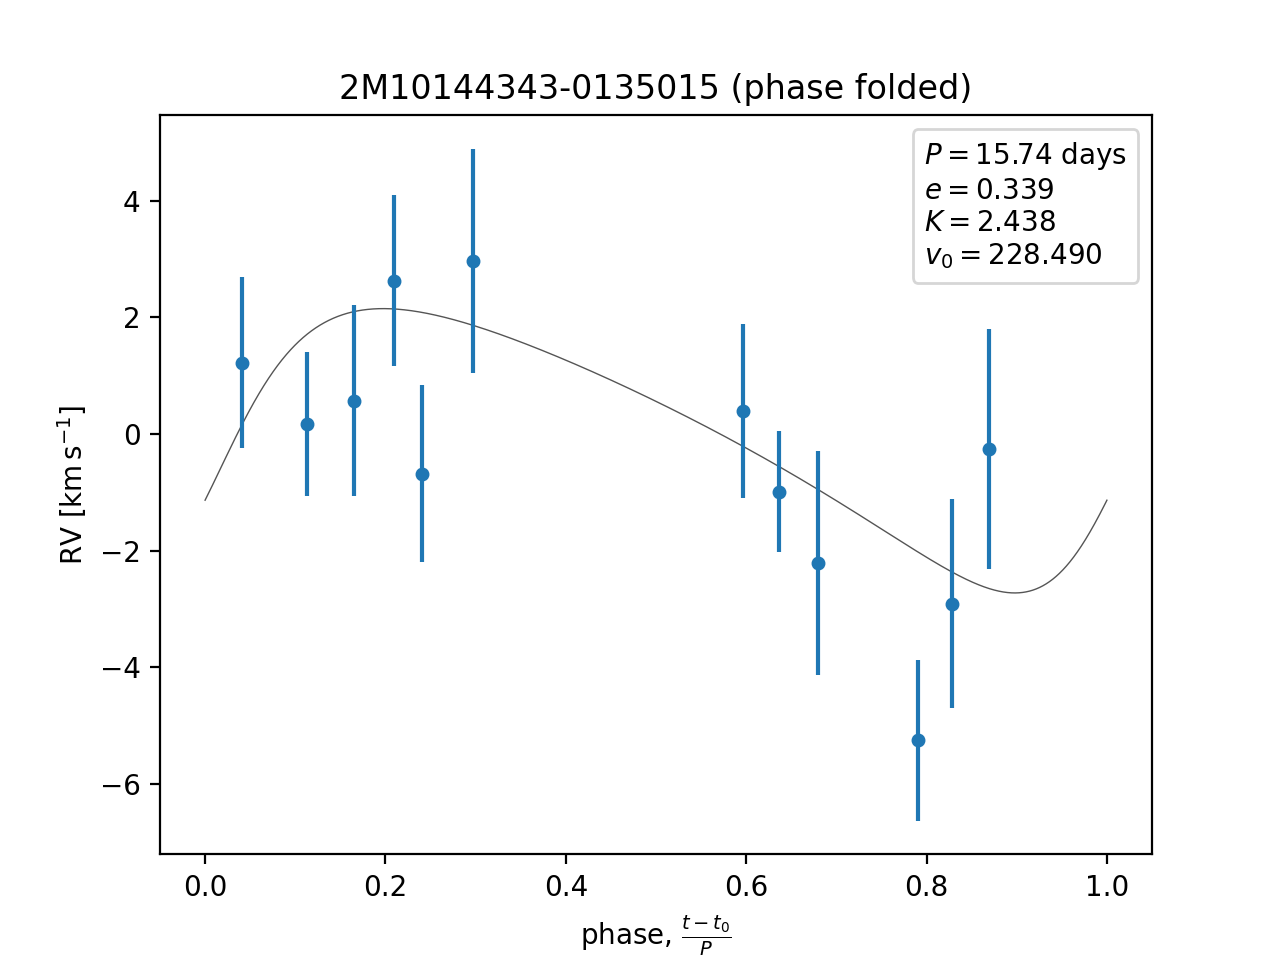 2M10144343-0135015 (phase folded)
P = 15.74 days
e = 0.339
K = 2.438
v₀ = 228.490
RV [km s⁻¹]
4
2
0
−2
−4
−6
0.0 0.2 0.4 0.6 0.8 1.0
phase, (t − t₀)/P